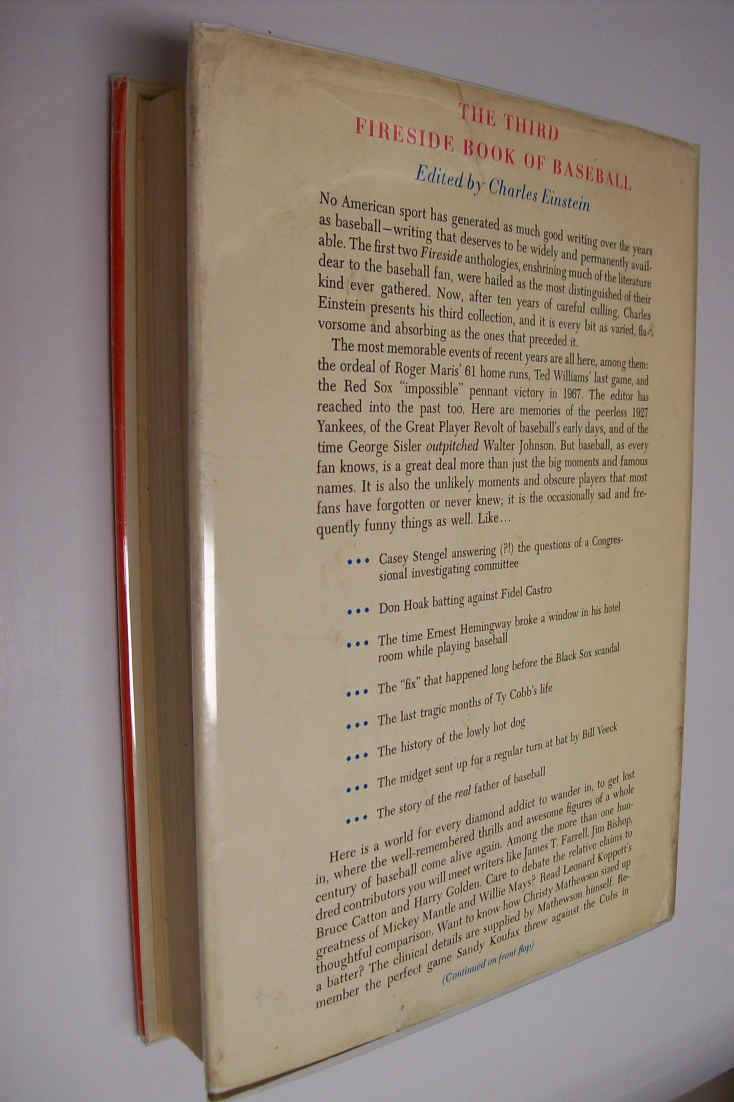 THE THIRD
FIRESIDE BOOK OF BASEBALL
Edited by Charles Einstein
No American sport has generated as much good writing over the years
as baseball—writing that deserves to be widely and permanently avail-
able. The first two Fireside anthologies, enshrining much of the literature
dear to the baseball fan, were hailed as the most distinguished of their
kind ever gathered. Now, after ten years of careful culling, Charles
Einstein presents his third collection, and it is every bit as varied, fla-
vorsome and absorbing as the ones that preceded it.
The most memorable events of recent years are all here, among them:
the ordeal of Roger Maris' 61 home runs, Ted Williams' last game, and
the Red Sox "impossible" pennant victory in 1967. The editor has
reached into the past too. Here are memories of the peerless 1927
Yankees, of the Great Player Revolt of baseball's early days, and of the
time George Sisler outpitched Walter Johnson. But baseball, as every
fan knows, is a great deal more than just the big moments and famous
names. It is also the unlikely moments and obscure players that most
fans have forgotten or never knew; it is the occasionally sad and fre-
quently funny things as well. Like...
••• Casey Stengel answering (?!) the questions of a Congres-
sional investigating committee
••• Don Hoak batting against Fidel Castro
••• The time Ernest Hemingway broke a window in his hotel
room while playing baseball
••• The "fix" that happened long before the Black Sox scandal
••• The last tragic months of Ty Cobb's life
••• The history of the lowly hot dog
••• The midget sent up for a regular turn at bat by Bill Veeck
••• The story of the real father of baseball
Here is a world for every diamond addict to wander in, to get lost
in, where the well-remembered thrills and awesome figures of a whole
century of baseball come alive again. Among the more than one hun-
dred contributors you will meet writers like James T. Farrell, Jim Bishop,
Bruce Catton and Harry Golden. Care to debate the relative claims to
greatness of Mickey Mantle and Willie Mays? Read Leonard Koppett's
thoughtful comparison. Want to know how Christy Mathewson sized up
a batter? The clinical details are supplied by Mathewson himself. Re-
member the perfect game Sandy Koufax threw against the Cubs in
(Continued on front flap)